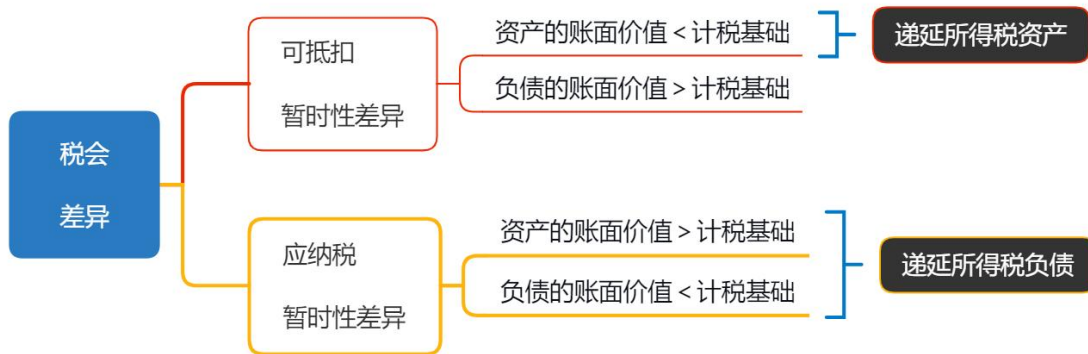 税会
差异
可抵扣
暂时性差异
资产的账面价值 < 计税基础
负债的账面价值 > 计税基础
递延所得税资产
应纳税
暂时性差异
资产的账面价值 > 计税基础
负债的账面价值 < 计税基础
递延所得税负债